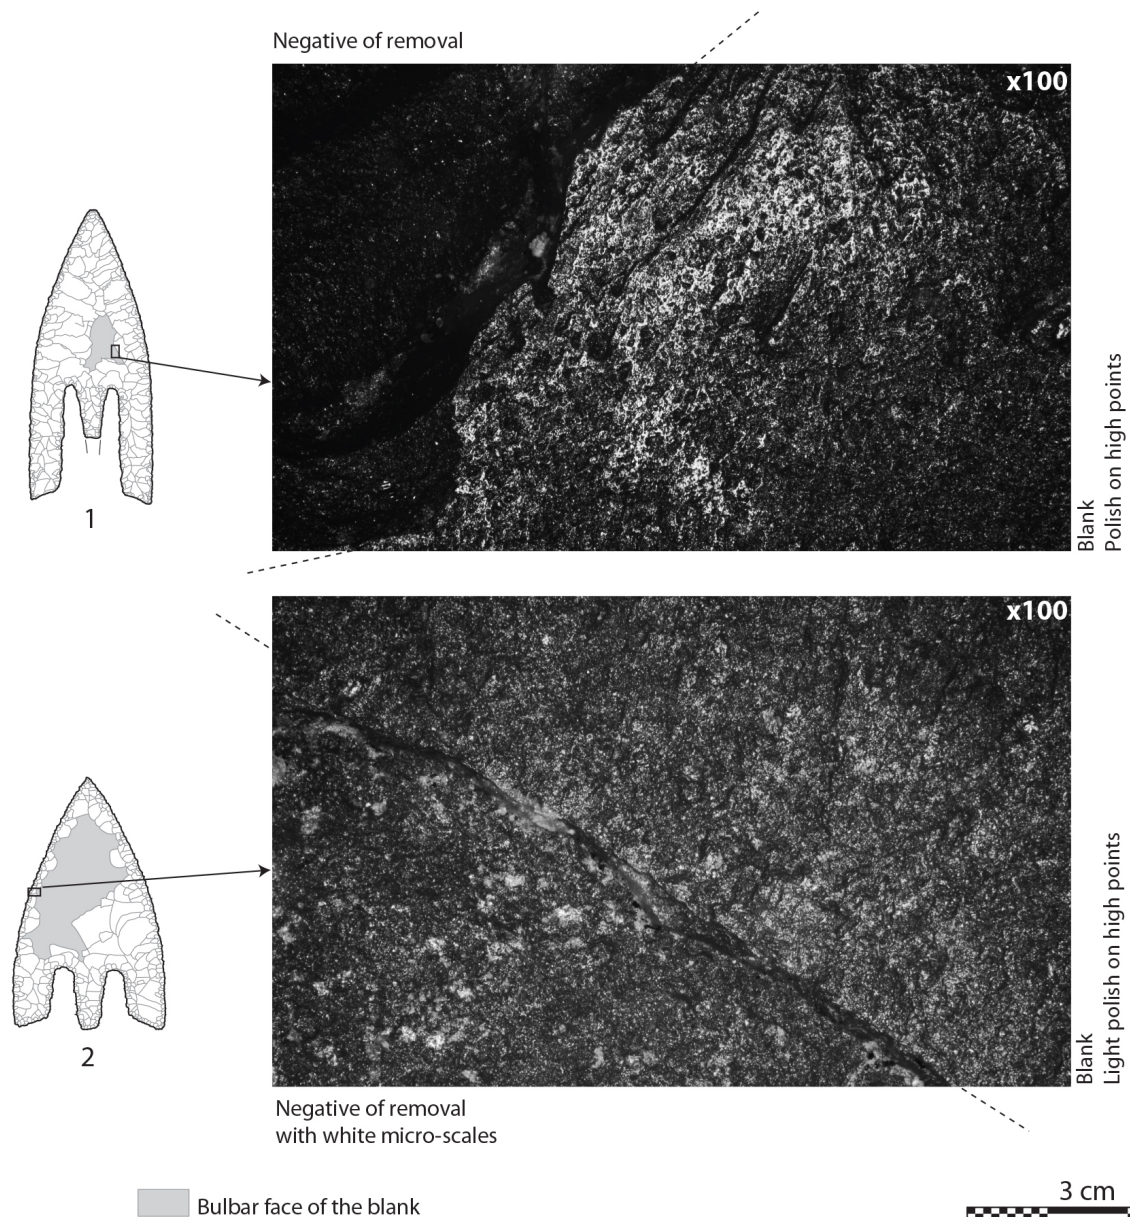 Negative of removal
x100
Blank
Polish on high points
1
x100
Blank
Light polish on high points
2
Negative of removal
with white micro-scales
Bulbar face of the blank
3 cm